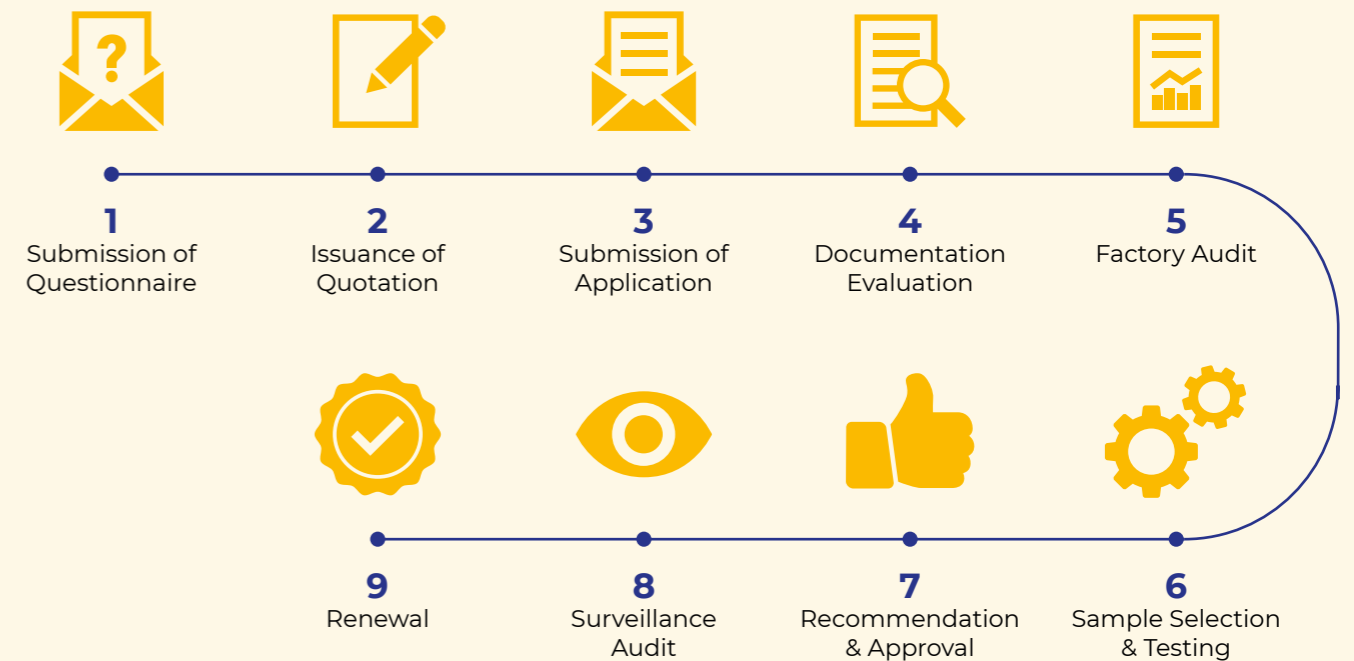 ?
1
Submission of
Questionnaire
2
Issuance of
Quotation
3
Submission of
Application
4
Documentation
Evaluation
5
Factory Audit
6
Sample Selection
& Testing
7
Recommendation
& Approval
8
Surveillance
Audit
9
Renewal